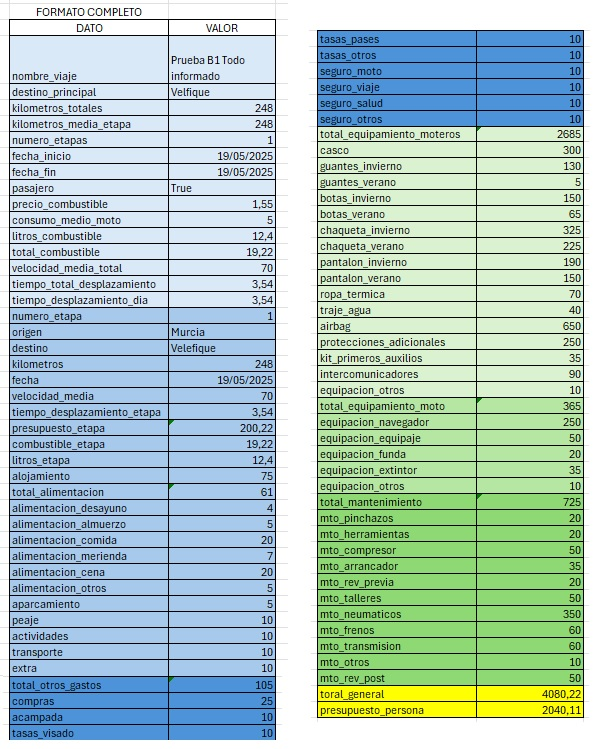 FORMATO COMPLETO
DATO VALOR
nombre_viaje Prueba B1 Todo
informado
destino_principal Velfique
kilometros_totales 248
kilometros_media_etapa 248
numero_etapas 1
fecha_inicio 19/05/2025
fecha_fin 19/05/2025
pasajero True
precio_combustible 1,55
consumo_medio_moto 5
litros_combustible 12,4
total_combustible 19,22
velocidad_media_total 70
tiempo_total_desplazamiento 3,54
tiempo_desplazamiento_dia 3,54
numero_etapa 1
origen Murcia
destino Velefique
kilometros 248
fecha 19/05/2025
velocidad_media 70
tiempo_desplazamiento_etapa 3,54
presupuesto_etapa 200,22
combustible_etapa 19,22
litros_etapa 12,4
alojamiento 75
total_alimentacion 61
alimentacion_desayuno 4
alimentacion_almuerzo 5
alimentacion_comida 20
alimentacion_merienda 7
alimentacion_cena 20
alimentacion_otros 5
aparcamiento 5
peaje 10
actividades 10
transporte 10
extra 10
total_otros_gastos 105
compras 25
acampada 10
tasas_visado 10
tasas_pases 10
tasas_otros 10
seguro_moto 10
seguro_viaje 10
seguro_salud 10
seguro_otros 10
total_equipamiento_moteros 2685
casco 300
guantes_invierno 130
guantes_verano 5
botas_invierno 150
botas_verano 65
chaqueta_invierno 325
chaqueta_verano 225
pantalon_invierno 190
pantalon_verano 150
ropa_termica 70
traje_agua 40
airbag 650
protecciones_adicionales 250
kit_primeros_auxilios 35
intercomunicadores 90
equipacion_otros 10
total_equipamiento_moto 365
equipacion_navegador 250
equipacion_equipaje 50
equipacion_funda 20
equipacion_extintor 35
equipacion_otros 10
total_mantenimiento 725
mto_pinchazos 20
mto_herramientas 20
mto_compresor 50
mto_arrancador 35
mto_rev_previa 20
mto_talleres 50
mto_neumaticos 350
mto_frenos 60
mto_transmision 60
mto_otros 10
mto_rev_post 50
toral_general 4080,22
presupuesto_persona 2040,11